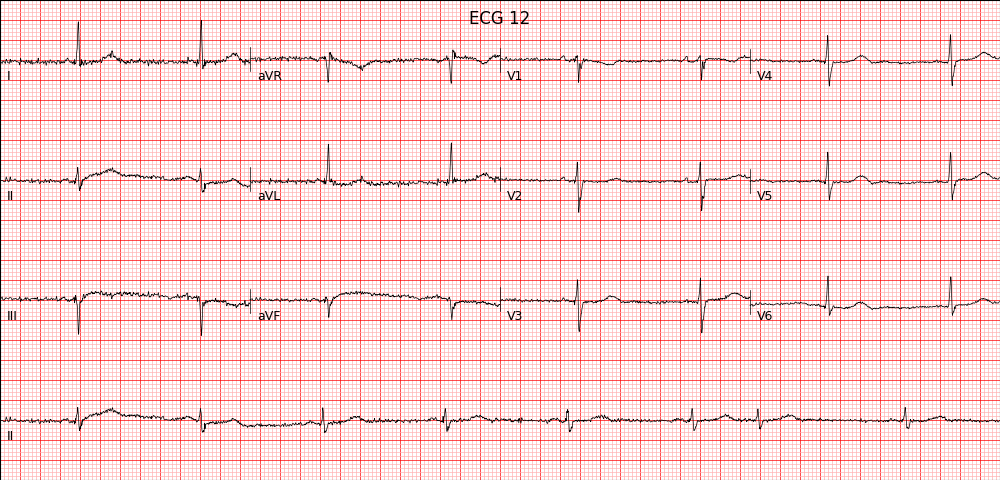 ECG 12
I aVR V1 V4
II aVL V2 V5
III aVF V3 V6
II